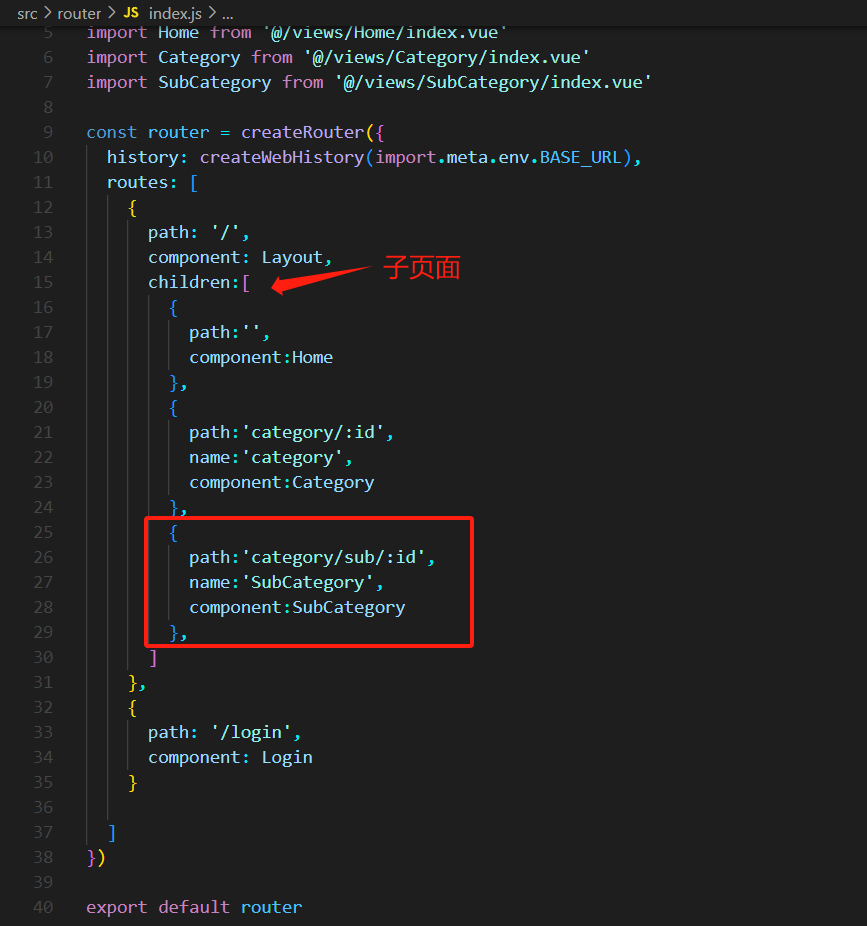 src > router > JS index.js > ...
5 import Home from '@/views/Home/index.vue'
6 import Category from '@/views/Category/index.vue'
7 import SubCategory from '@/views/SubCategory/index.vue'
8
9 const router = createRouter({
10 history: createWebHistory(import.meta.env.BASE_URL),
11 routes: [
12 {
13 path: '/',
14 component: Layout,
子页面
15 children:[
16 {
17 path:'',
18 component:Home
19 },
20 {
21 path:'category/:id',
22 name:'category',
23 component:Category
24 },
25 {
26 path:'category/sub/:id',
27 name:'SubCategory',
28 component:SubCategory
29 },
30 ]
31 },
32 {
33 path: '/login',
34 component: Login
35 }
36
37 ]
38 })
39
40 export default router